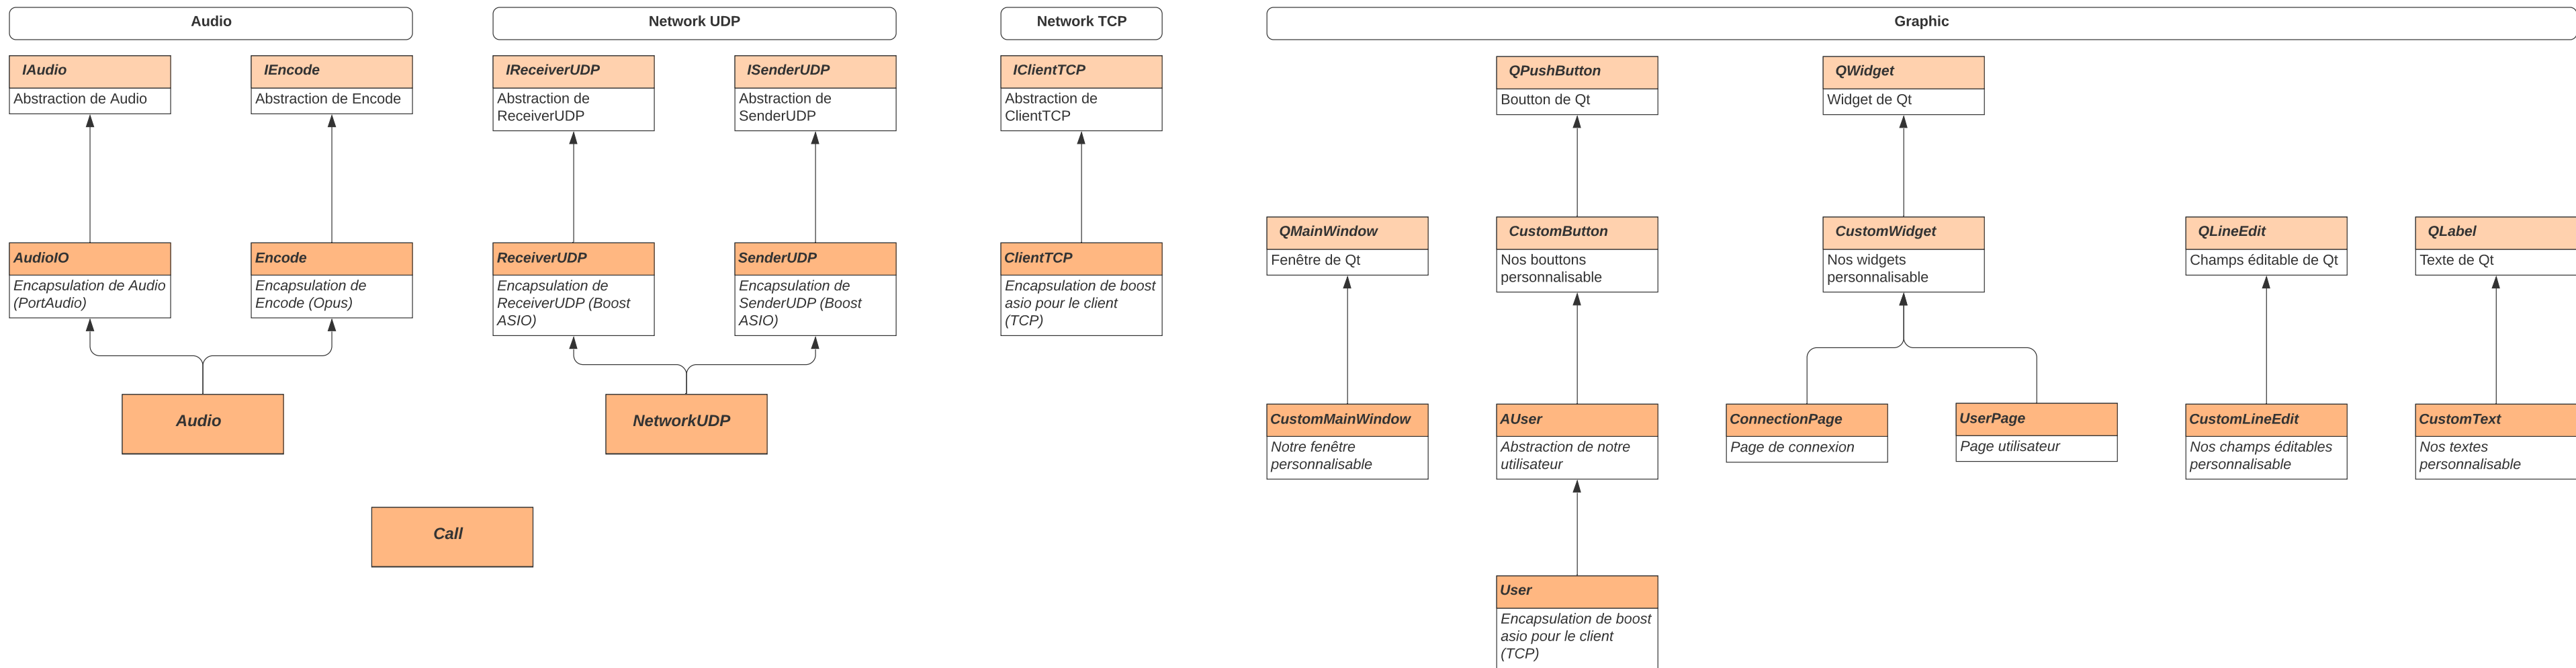 Audio
Network UDP
Network TCP
Graphic
IAudio
Abstraction de Audio
IEncode
Abstraction de Encode
IReceiverUDP
Abstraction de
ReceiverUDP
ISenderUDP
Abstraction de
SenderUDP
IClientTCP
Abstraction de
ClientTCP
QPushButton
Boutton de Qt
QWidget
Widget de Qt
AudioIO
Encapsulation de Audio
(PortAudio)
Encode
Encapsulation de
Encode (Opus)
ReceiverUDP
Encapsulation de
ReceiverUDP (Boost
ASIO)
SenderUDP
Encapsulation de
SenderUDP (Boost
ASIO)
ClientTCP
Encapsulation de boost
asio pour le client
(TCP)
QMainWindow
Fenêtre de Qt
CustomButton
Nos bouttons
personnalisable
CustomWidget
Nos widgets
personnalisable
QLineEdit
Champs éditable de Qt
QLabel
Texte de Qt
Audio
NetworkUDP
CustomMainWindow
Notre fenêtre
personnalisable
AUser
Abstraction de notre
utilisateur
ConnectionPage
Page de connexion
UserPage
Page utilisateur
CustomLineEdit
Nos champs éditables
personnalisable
CustomText
Nos textes
personnalisable
Call
User
Encapsulation de boost
asio pour le client
(TCP)